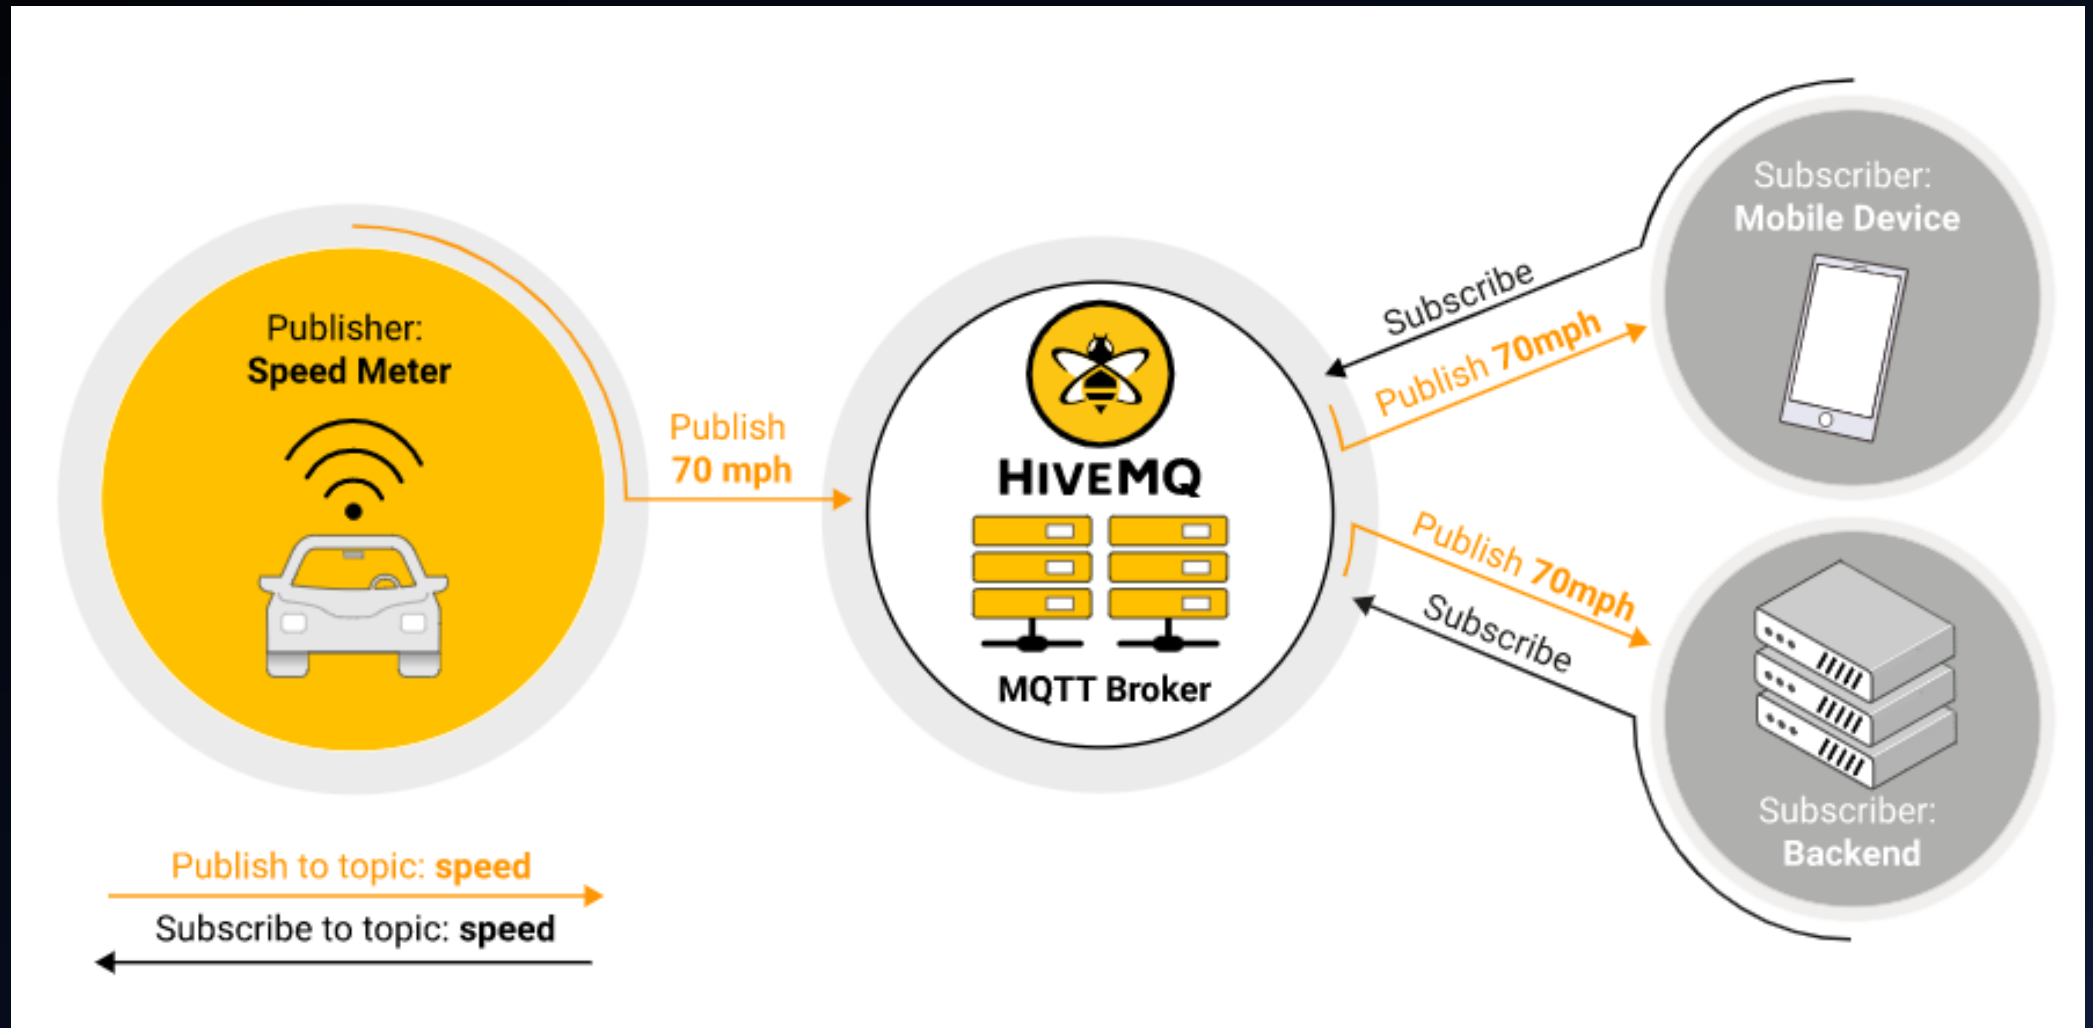 Publisher:
Speed Meter
Publish
70 mph
HIVEMQ
MQTT Broker
Subscribe
Publish 70mph
Publish 70mph
Subscribe
Subscriber:
Mobile Device
Subscriber:
Backend
Publish to topic: speed
Subscribe to topic: speed